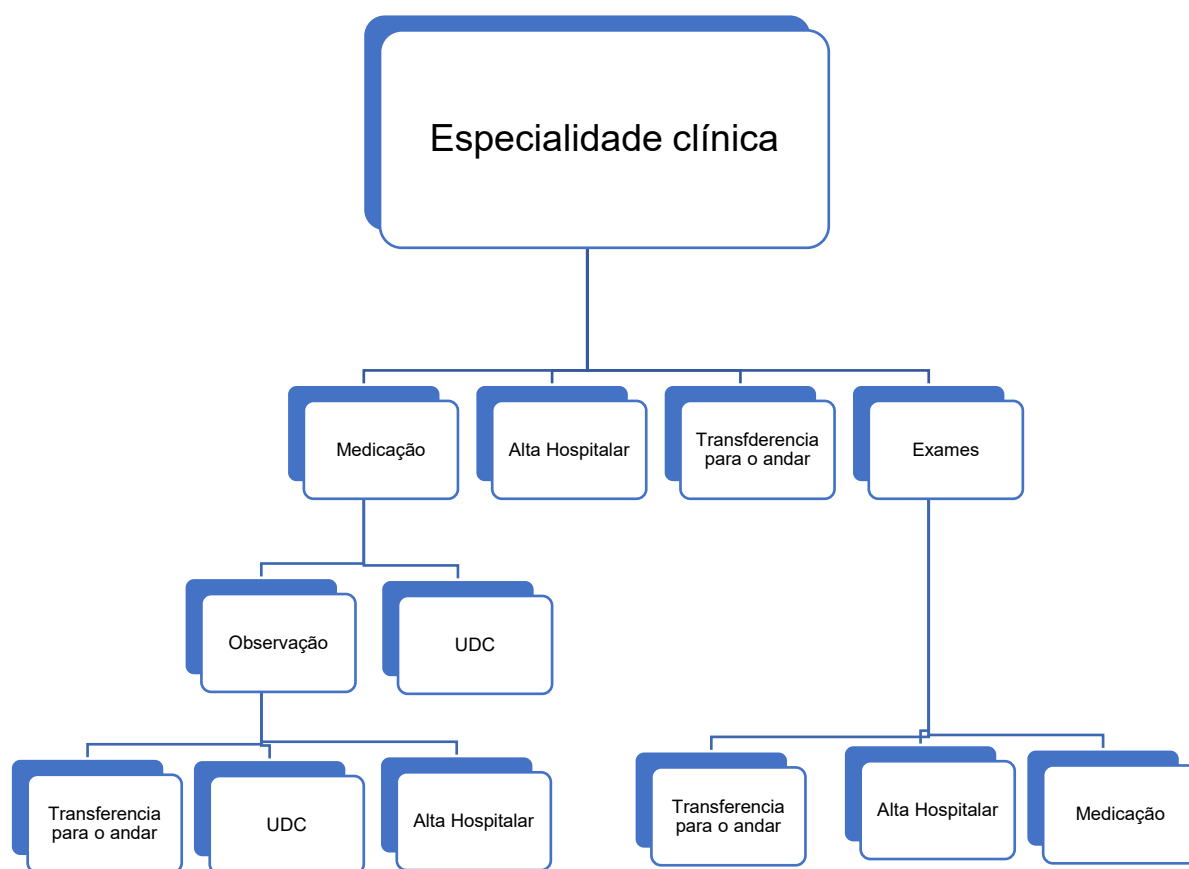 Especialidade clínica
Medicação
Alta Hospitalar
Transfderencia
para o andar
Exames
Observação
UDC
Transferencia
para o andar
UDC
Alta Hospitalar
Transferencia
para o andar
Alta Hospitalar
Medicação